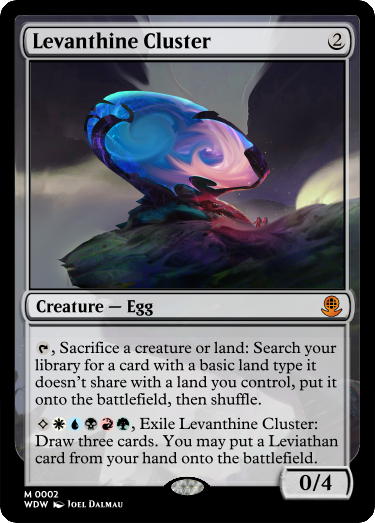 Levanthine Cluster 2
Creature — Egg
, Sacrifice a creature or land: Search your
library for a card with a basic land type it
doesn't share with a land you control, put it
onto the battlefield, then shuffle.
, Exile Levanthine Cluster:
Draw three cards. You may put a Leviathan
card from your hand onto the battlefield.
0/4
M 0002
WDW Joel Dalmau